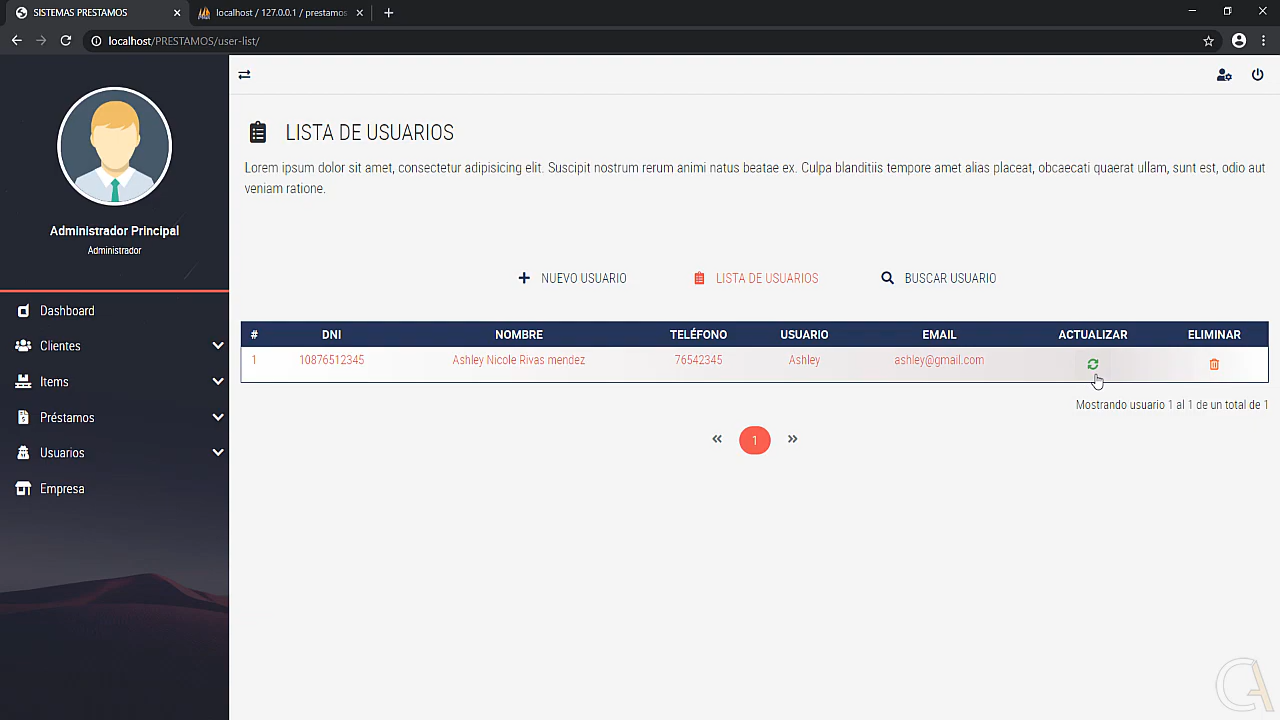 SISTEMAS PRESTAMOS
localhost / 127.0.0.1 / prestamos
localhost/PRESTAMOS/user-list/
Administrador Principal
Administrador
Dashboard
Clientes
Items
Préstamos
Usuarios
Empresa
LISTA DE USUARIOS
Lorem ipsum dolor sit amet, consectetur adipisicing elit. Suscipit nostrum rerum animi natus beatae ex. Culpa blanditiis tempore amet alias placeat, obcaecati quaerat ullam, sunt est, odio aut
veniam ratione.
NUEVO USUARIO LISTA DE USUARIOS BUSCAR USUARIO
# DNI NOMBRE TELÉFONO USUARIO EMAIL ACTUALIZAR ELIMINAR
1 10876512345 Ashley Nicole Rivas mendez 76542345 Ashley ashley@gmail.com
Mostrando usuario 1 al 1 de un total de 1
« 1 »
CA